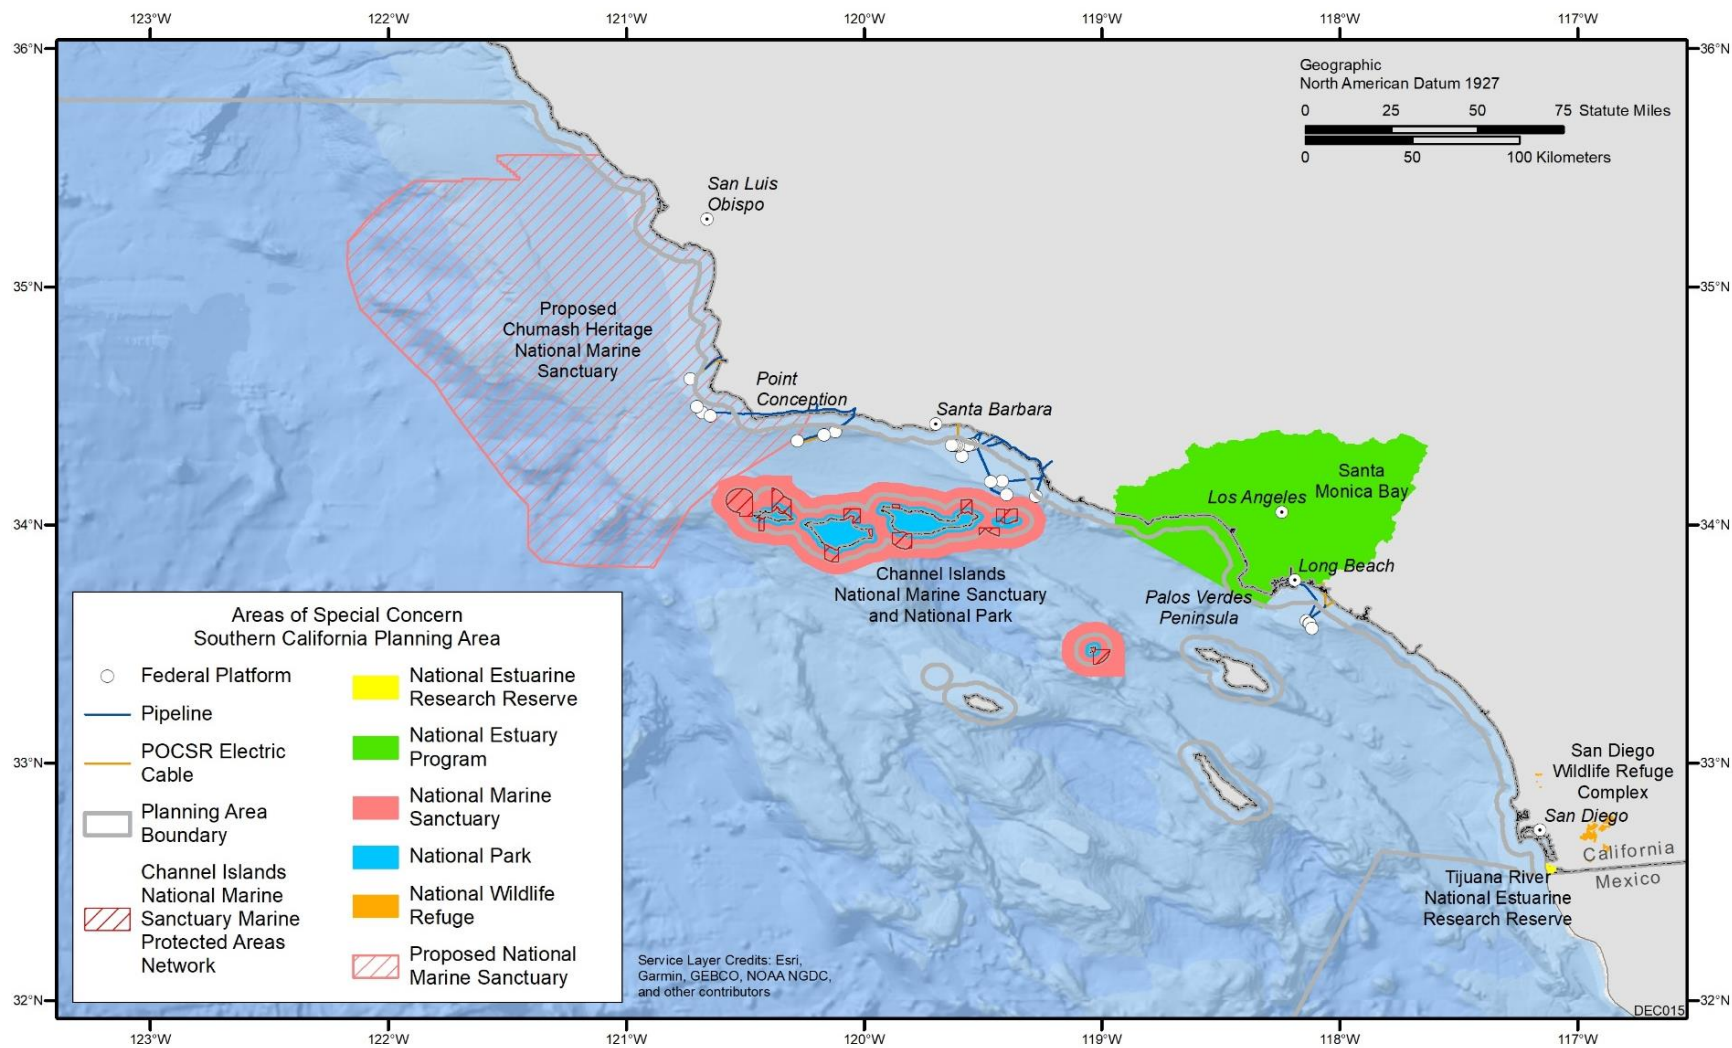 123°W
122°W
121°W
120°W
119°W
118°W
117°W
36°N
36°N
Geographic
North American Datum 1927
0 25 50 75 Statute Miles
0 50 100 Kilometers
San Luis
Obispo
35°N
35°N
Proposed
Chumash Heritage
National Marine
Sanctuary
Point
Conception
Santa Barbara
Santa
Monica Bay
Los Angeles
34°N
34°N
Long Beach
Channel Islands
National Marine Sanctuary
and National Park
Palos Verdes
Peninsula
33°N
San Diego
Wildlife Refuge
Complex
San Diego
California
Mexico
Tijuana River
National Estuarine
Research Reserve
Areas of Special Concern
Southern California Planning Area
Federal Platform
Pipeline
POCSR Electric
Cable
Planning Area
Boundary
Channel Islands
National Marine
Sanctuary Marine
Protected Areas
Network
National Estuarine
Research Reserve
National Estuary
Program
National Marine
Sanctuary
National Park
National Wildlife
Refuge
Proposed National
Marine Sanctuary
Service Layer Credits: Esri,
Garmin, GEBCO, NOAA NGDC,
and other contributors
33°N
32°N
32°N
DEC015
123°W
122°W
121°W
120°W
119°W
118°W
117°W